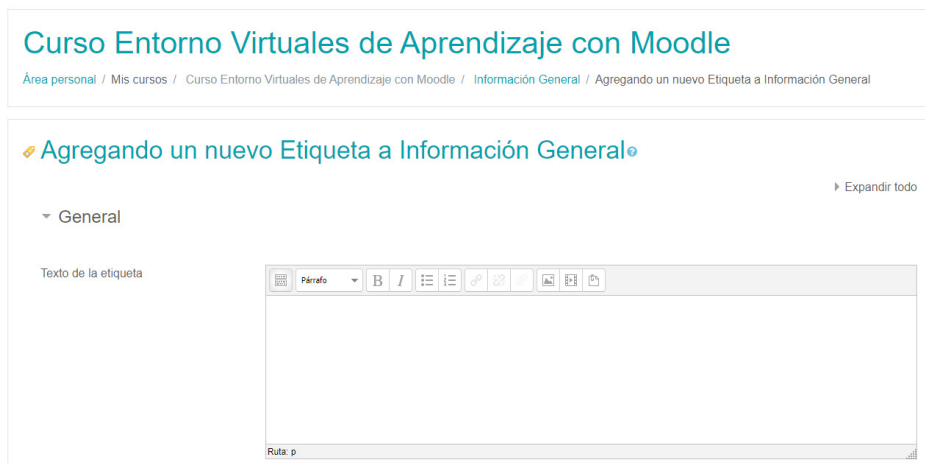 Curso Entorno Virtuales de Aprendizaje con Moodle
Área personal / Mis cursos / Curso Entorno Virtuales de Aprendizaje con Moodle / Información General / Agregando un nuevo Etiqueta a Información General
Agregando un nuevo Etiqueta a Información General
Expandir todo
General
Texto de la etiqueta
Párrafo
B I
Ruta: p